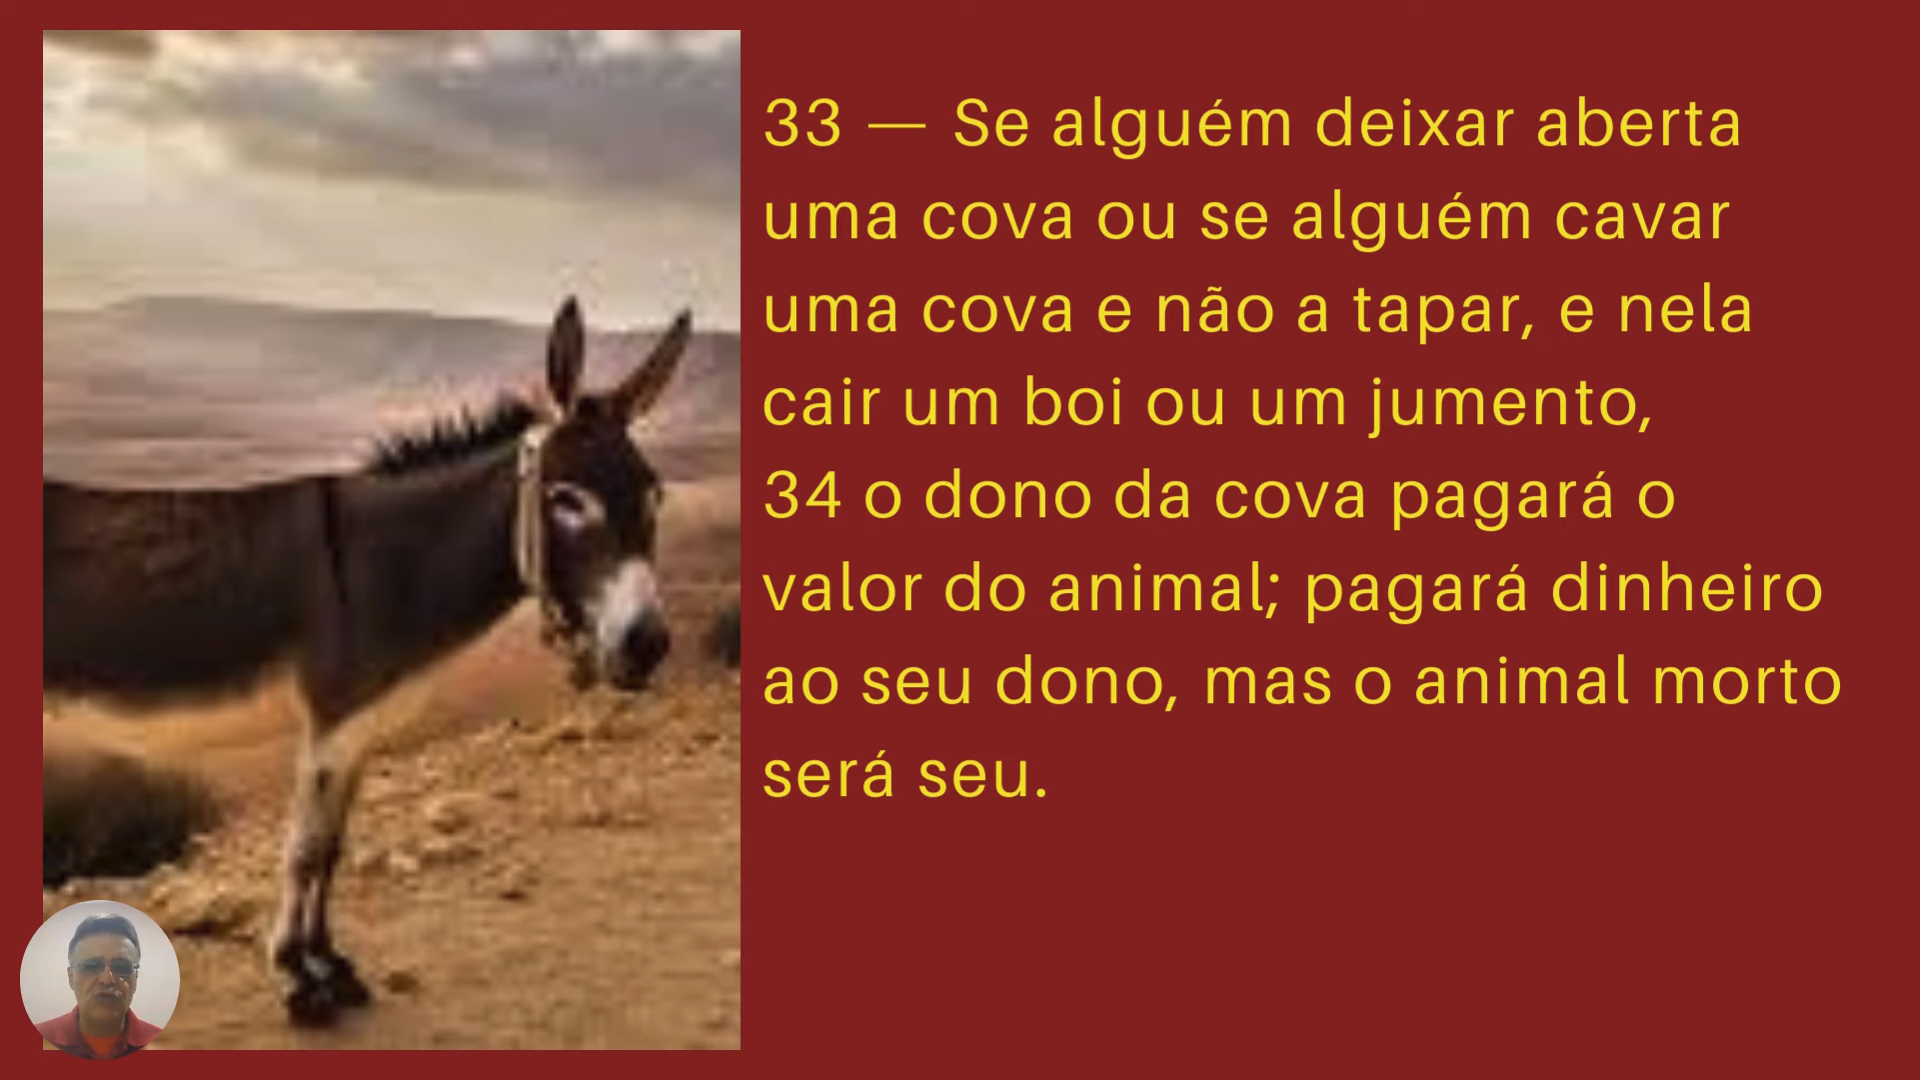 33 — Se alguém deixar aberta
uma cova ou se alguém cavar
uma cova e não a tapar, e nela
cair um boi ou um jumento,
34 o dono da cova pagará o
valor do animal; pagará dinheiro
ao seu dono, mas o animal morto
será seu.